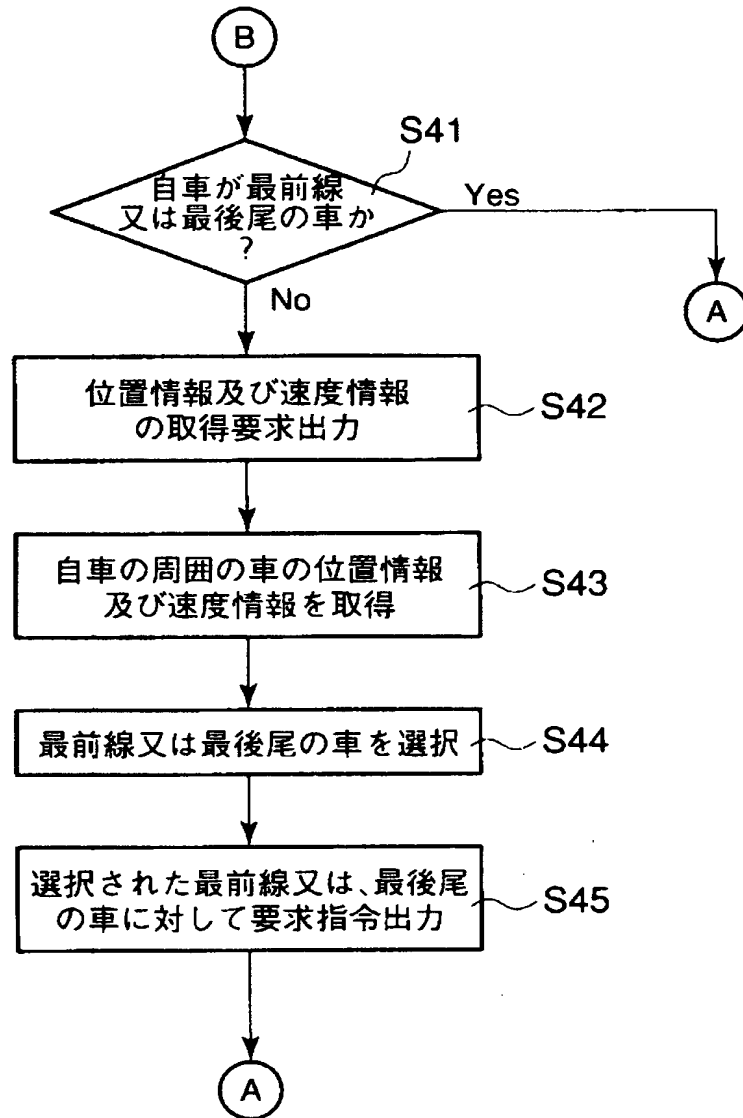 B
S41
自車が最前線
又は最後尾の車か
?
Yes
A
No
位置情報及び速度情報
の取得要求出力
S42
自車の周囲の車の位置情報
及び速度情報を取得
S43
最前線又は最後尾の車を選択
S44
選択された最前線又は、最後尾
の車に対して要求指令出力
S45
A